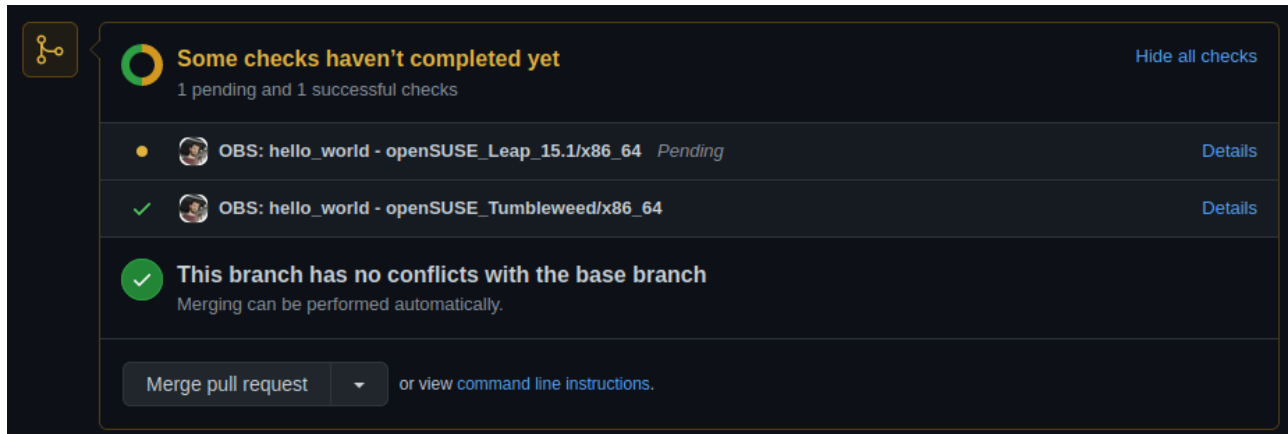 Some checks haven’t completed yet
Hide all checks
1 pending and 1 successful checks
OBS: hello_world - openSUSE_Leap_15.1/x86_64 Pending
Details
OBS: hello_world - openSUSE_Tumbleweed/x86_64
Details
This branch has no conflicts with the base branch
Merging can be performed automatically.
Merge pull request
or view command line instructions.